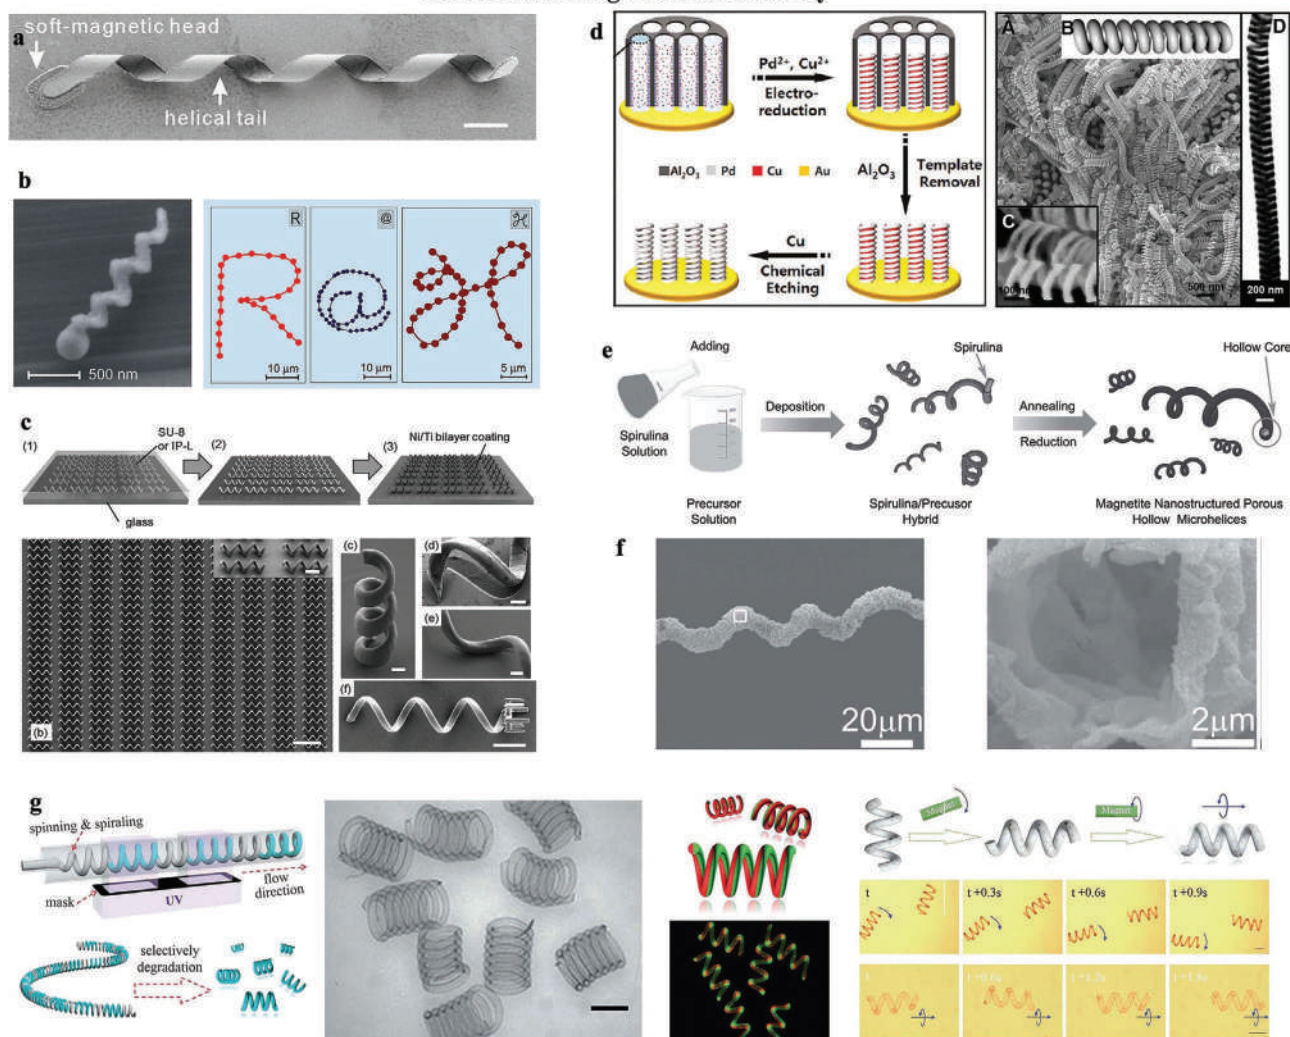 a
soft-magnetic head
helical tail
b
500 nm
R
10 µm
@
10 µm
5 µm
c
(1)
SU-8
or IP-L
(2)
Ni/Ti bilayer coating
(3)
glass
(b)
(c)
(d)
(e)
(f)
d
Pd²⁺, Cu²⁺
Electro-
reduction
Al₂O₃
Pd
Cu
Au
Al₂O₃
Template
Removal
Cu
Chemical
Etching
A
B
C
D
500 nm
200 nm
e
Adding
Spirulina
Solution
Precursor
Solution
Deposition
Spirulina
Spirulina/Precusor
Hybrid
Annealing
Reduction
Hollow Core
Magnetite Nanostructured Porous
Hollow Microhelices
f
20µm
2µm
g
spinning & spiraling
mask
UV
flow
direction
selectively
degradation
Magnet
Magnet
t
t +0.3s
t +0.6s
t +0.9s
t